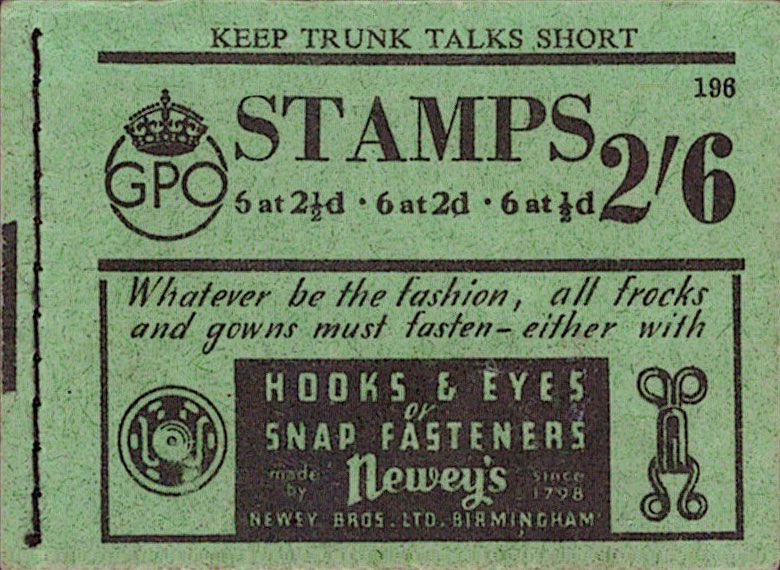 KEEP TRUNK TALKS SHORT
196
STAMPS 2/6
GPO
6 at 2½d · 6 at 2d · 6 at ½d
Whatever be the fashion, all frocks
and gowns must fasten - either with
HOOKS & EYES
or
SNAP FASTENERS
made by Newey's since 1798
NEWEY BROS. LTD. BIRMINGHAM